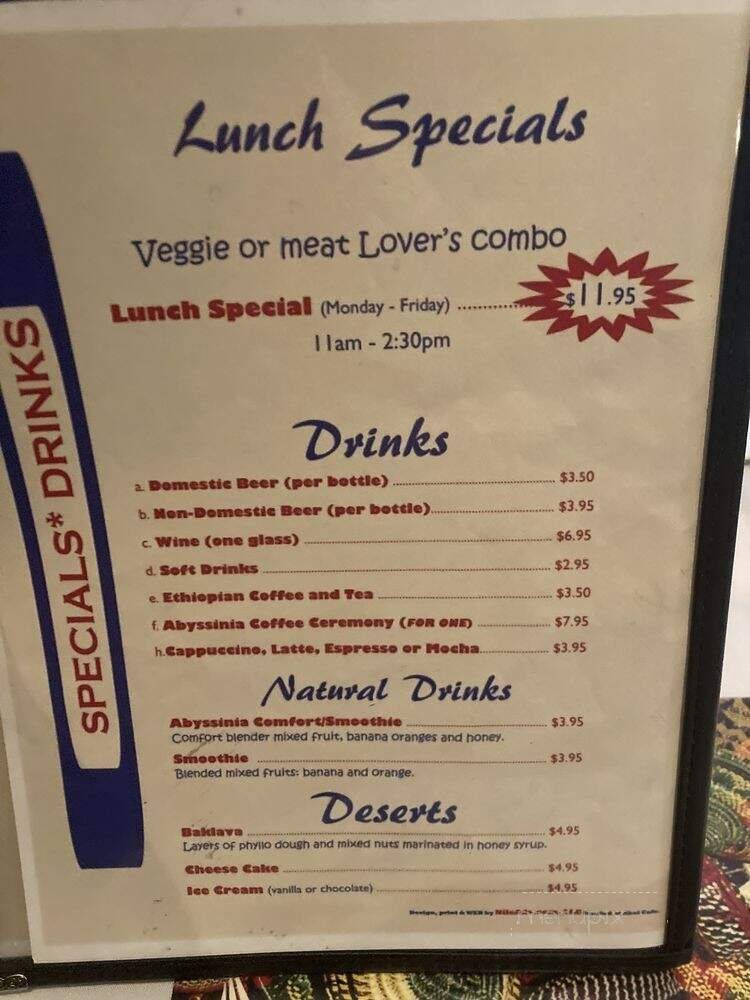 Lunch Specials
Veggie or meat Lover's combo
Lunch Special (Monday - Friday) ............ $11.95
11am - 2:30pm
SPECIALS* DRINKS
Drinks
a. Domestic Beer (per bottle) ............ $3.50
b. Non-Domestic Beer (per bottle)............ $3.95
c. Wine (one glass) ............ $6.95
d. Soft Drinks ............ $2.95
e. Ethiopian Coffee and Tea ............ $3.50
f. Abyssinia Coffee Ceremony (FOR ONE) ............ $7.95
h.Cappuccino, Latte, Espresso or Mocha............ $3.95
Natural Drinks
Abyssinia Comfort/Smoothie ............ $3.95
Comfort blender mixed fruit, banana oranges and honey.
Smoothie ............ $3.95
Blended mixed fruits: banana and orange.
Deserts
Baklava ............ $4.95
Layers of phyllo dough and mixed nuts marinated in honey syrup.
Cheese Cake ............ $4.95
Ice Cream (vanilla or chocolate) ............ $4.95
Design, print & WEB by
menupix